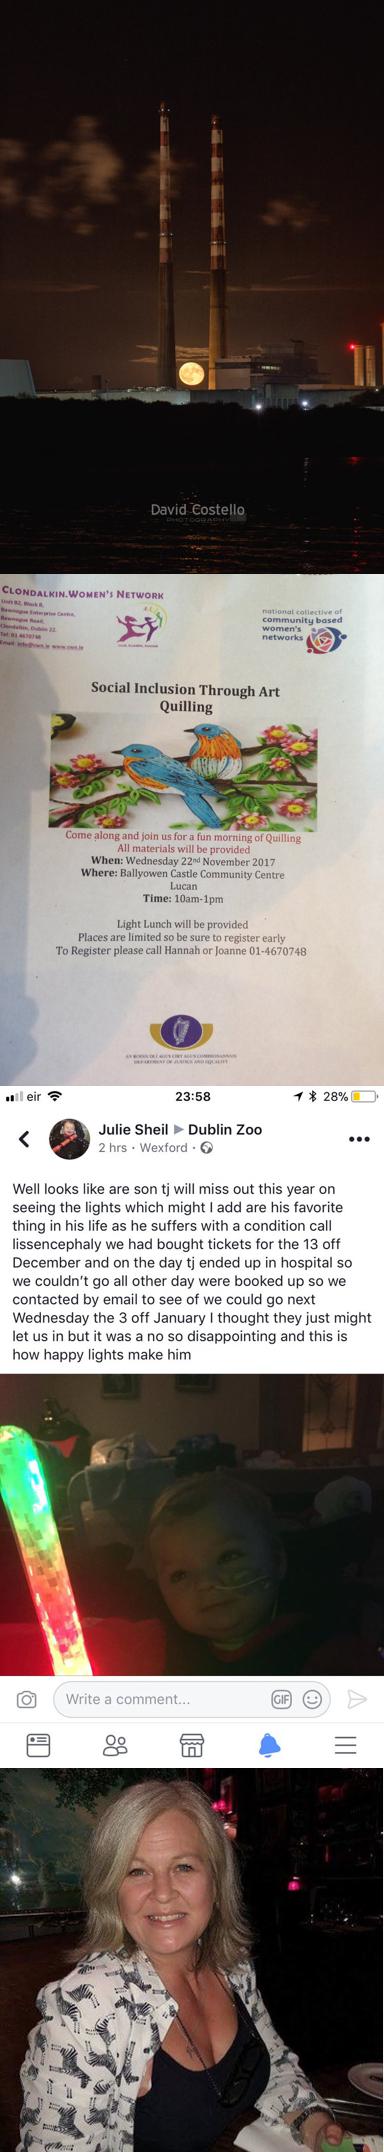 David Costello
PHOTOGRAPHY
CLONDALKIN.WOMEN'S NETWORK
Unit B2, Block B,
Bawnogue Enterprise Centre,
Bawnogue Road,
Clondalkin, Dublin 22.
Tel: 01 4670748
Email: info@cwn.ie www.cwn.ie
national collective of
community based
women's
networks
Social Inclusion Through Art
Quilling
Come along and join us for a fun morning of Quilling
All materials will be provided
When: Wednesday 22nd November 2017
Where: Ballyowen Castle Community Centre
Lucan
Time: 10am-1pm
Light Lunch will be provided
Places are limited so be sure to register early
To Register please call Hannah or Joanne 01-4670748
AN ROINN DLÍ AGUS CIRT AGUS COMHIONANNAIS
DEPARTMENT OF JUSTICE AND EQUALITY
eir 23:58 28%
Julie Sheil ▶ Dublin Zoo
2 hrs · Wexford ·
Well looks like are son tj will miss out this year on
seeing the lights which might I add are his favorite
thing in his life as he suffers with a condition call
lissencephaly we had bought tickets for the 13 off
December and on the day tj ended up in hospital so
we couldn't go all other day were booked up so we
contacted by email to see of we could go next
Wednesday the 3 off January I thought they just might
let us in but it was a no so disappointing and this is
how happy lights make him
Write a comment...
GIF